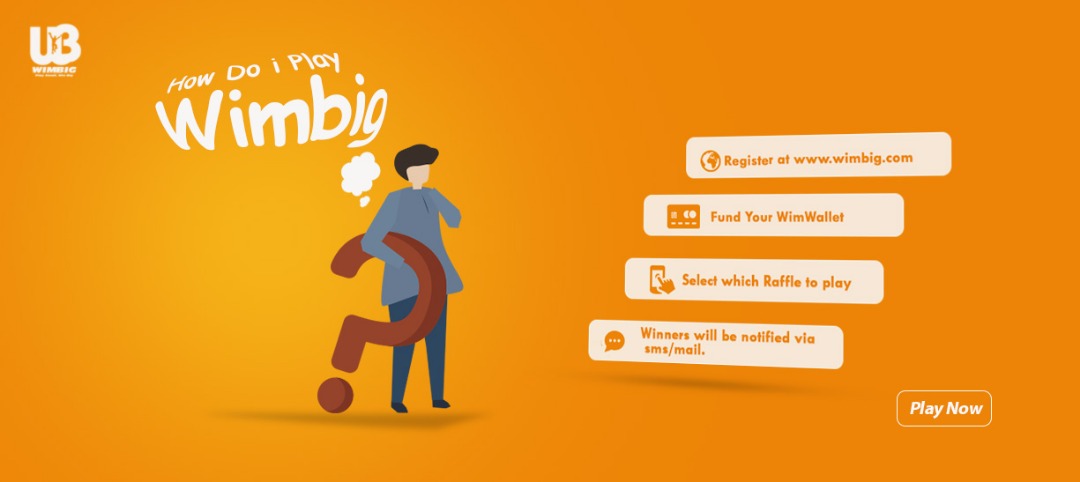 WIMBIG
How Do i Play
Wimbig
Register at www.wimbig.com
Fund Your WimWallet
Select which Raffle to play
Winners will be notified via
sms/mail.
Play Now